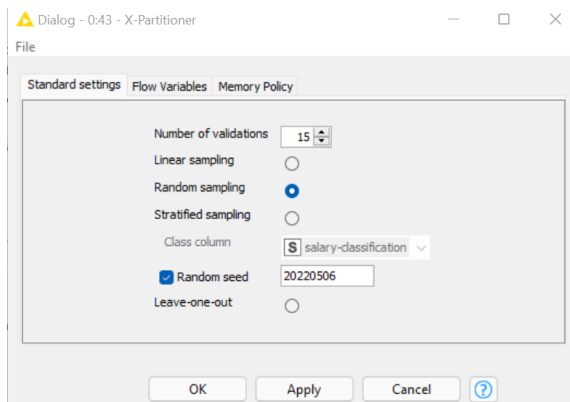 Dialog - 0:43 - X-Partitioner
File
Standard settings Flow Variables Memory Policy
Number of validations 15
Linear sampling
Random sampling
Stratified sampling
Class column S salary-classification
Random seed 20220506
Leave-one-out
OK Apply Cancel ?